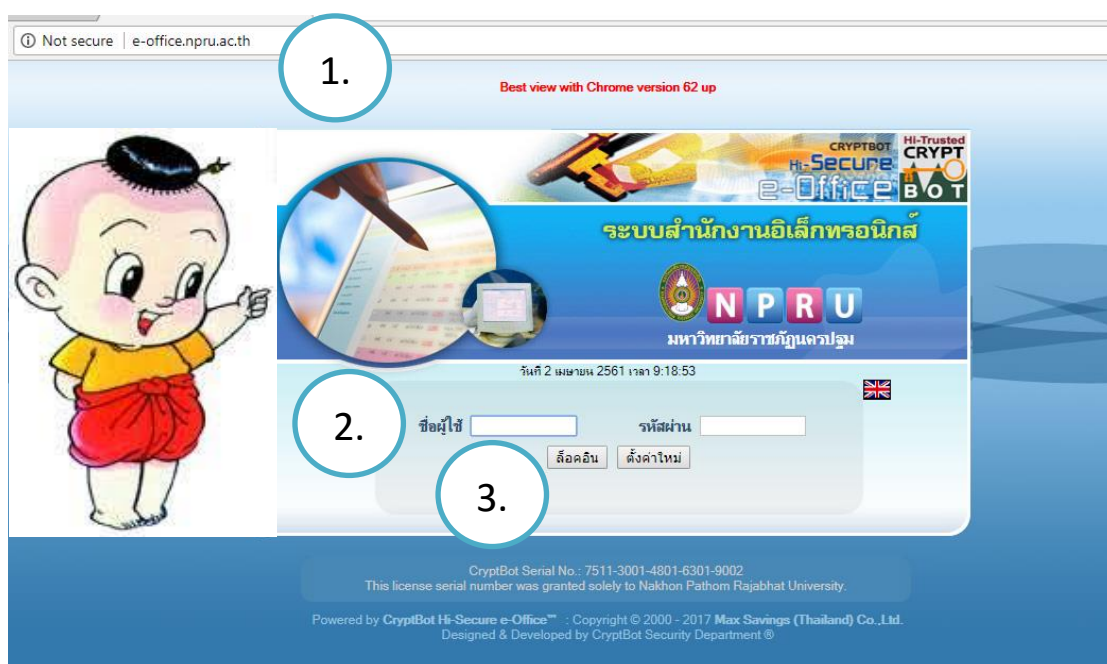 Not secure | e-office.npru.ac.th
1.
Best view with Chrome version 62 up
CRYPTBOT
Hi-Secure
e-Office
Hi-Trusted
CRYPT
BOT
ระบบสำนักงานอิเล็กทรอนิกส์
NPRU
มหาวิทยาลัยราชภัฏนครปฐม
วันที่ 2 เมษายน 2561 เวลา 9:18:53
2.
ชื่อผู้ใช้ รหัสผ่าน
ล็อคอิน ตั้งค่าใหม่
3.
CryptBot Serial No.: 7511-3001-4801-6301-9002
This license serial number was granted solely to Nakhon Pathom Rajabhat University.
Powered by CryptBot Hi-Secure e-Office™ : Copyright © 2000 - 2017 Max Savings (Thailand) Co.,Ltd.
Designed & Developed by CryptBot Security Department ®